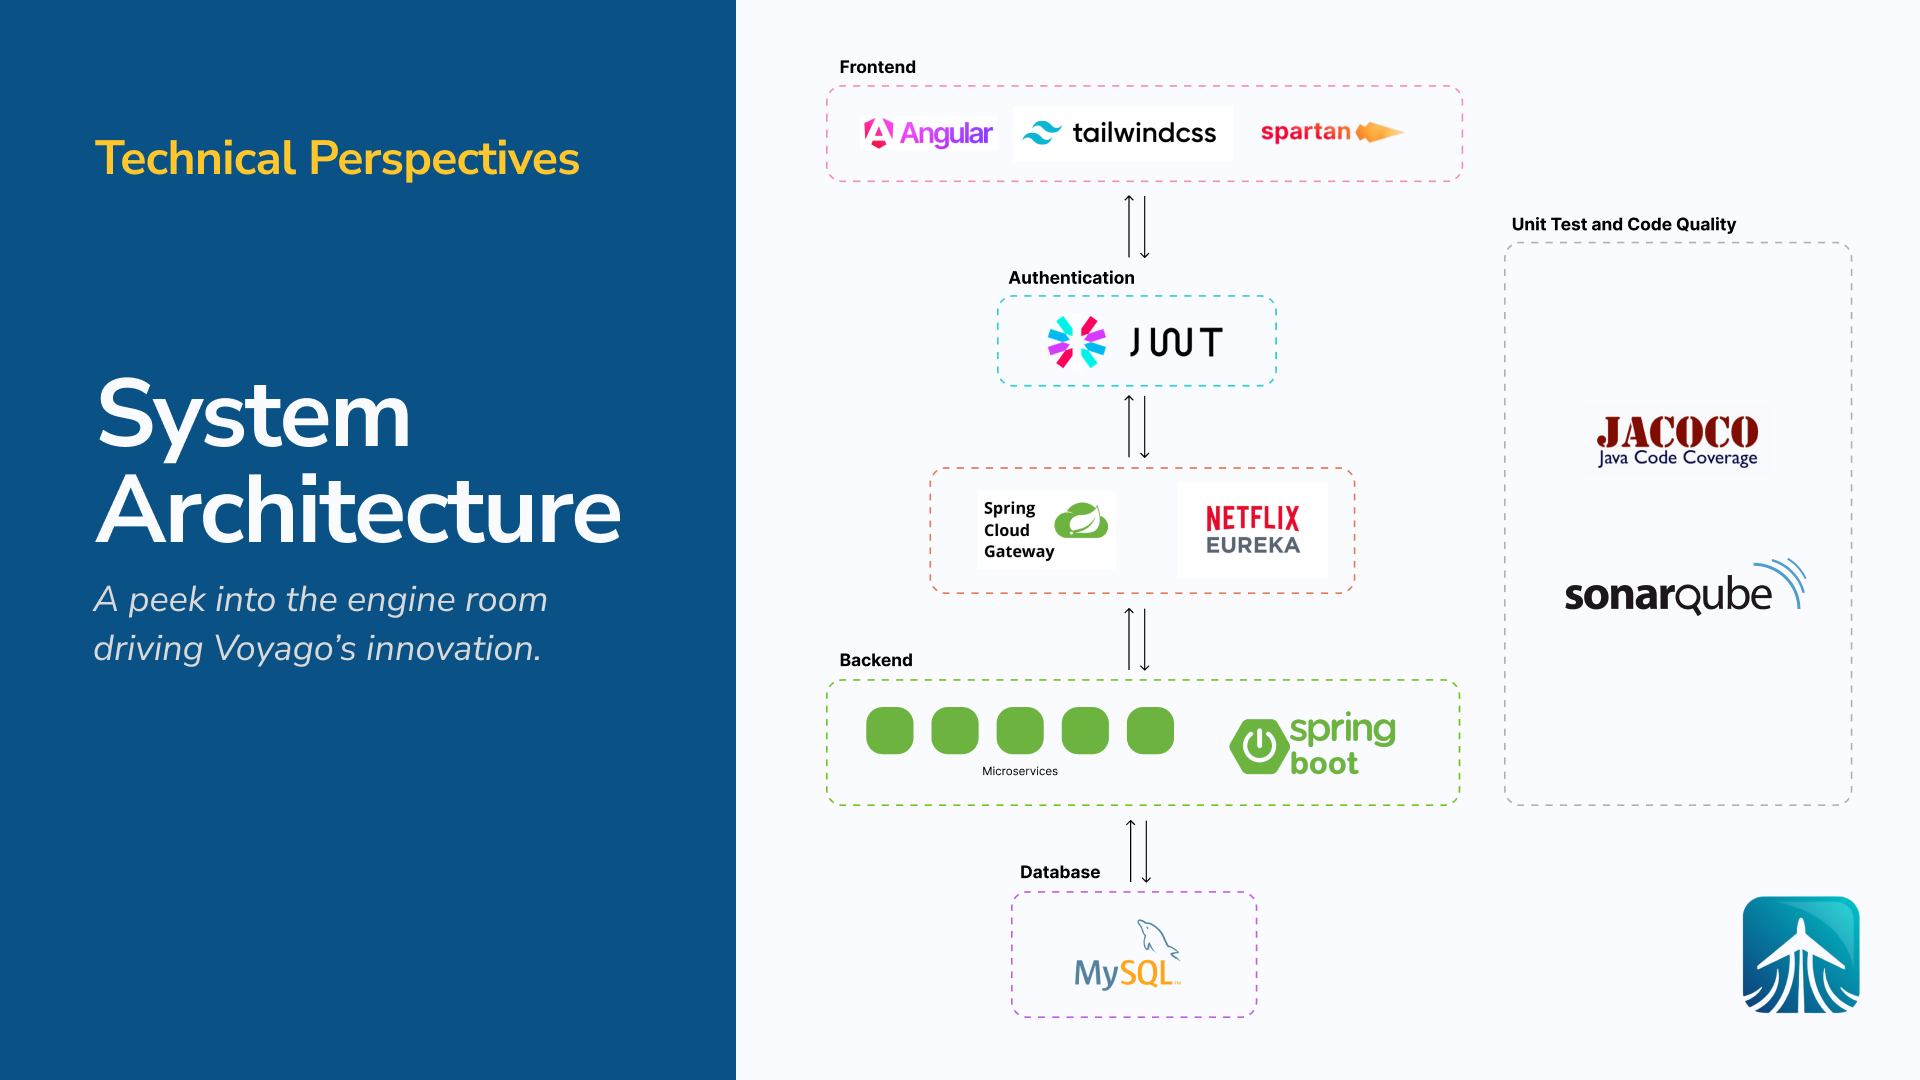 Technical Perspectives
System
Architecture
A peek into the engine room
driving Voyago’s innovation.
Frontend
Angular
tailwindcss
spartan
Authentication
JWT
Spring
Cloud
Gateway
NETFLIX
EUREKA
Backend
Microservices
spring
boot
Database
MySQL™
Unit Test and Code Quality
JACOCO
Java Code Coverage
sonarqube